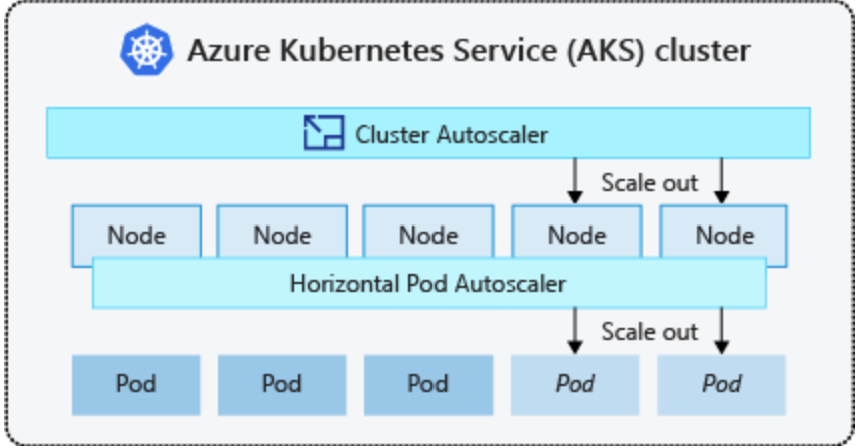 Azure Kubernetes Service (AKS) cluster
Cluster Autoscaler
Scale out
Node Node Node Node Node
Horizontal Pod Autoscaler
Scale out
Pod Pod Pod Pod Pod